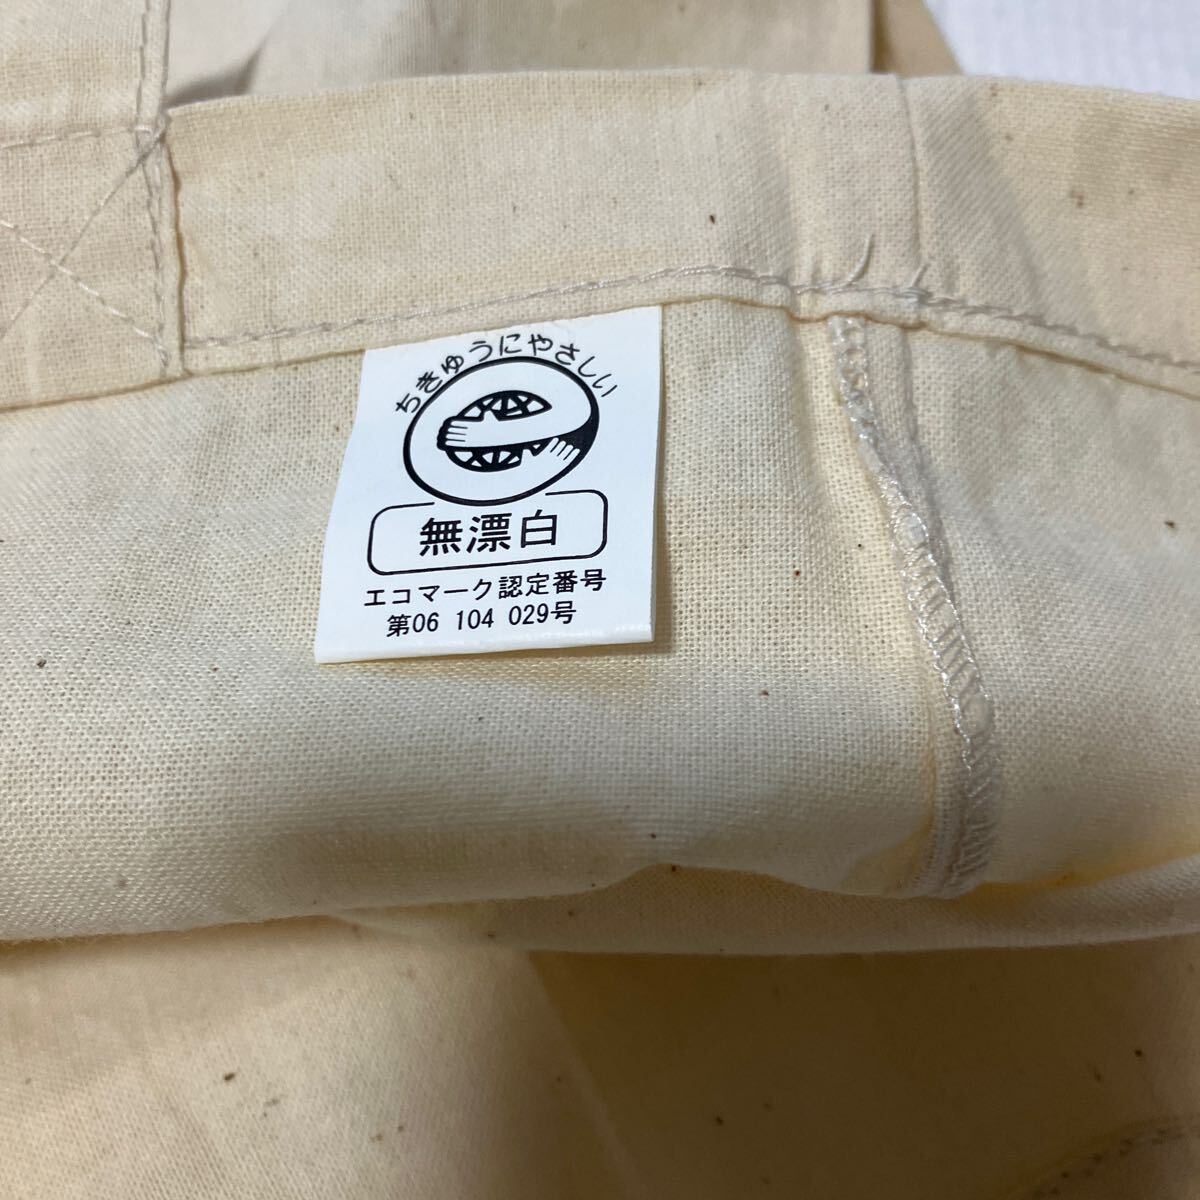 ちきゅうにやさしい
無漂白
エコマーク認定番号
第06 104 029号